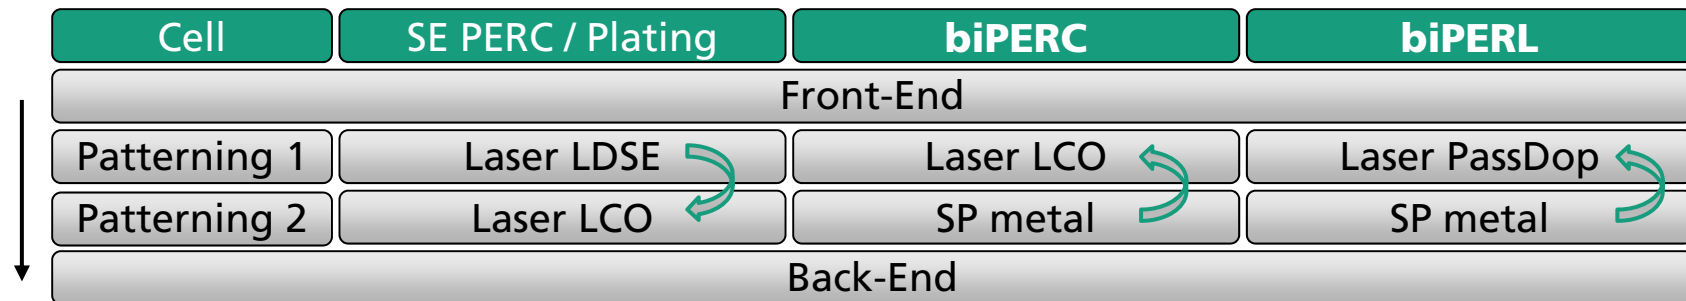 Cell SE PERC / Plating biPERC biPERL
Front-End
Patterning 1 Laser LDSE Laser LCO Laser PassDop
Patterning 2 Laser LCO SP metal SP metal
Back-End